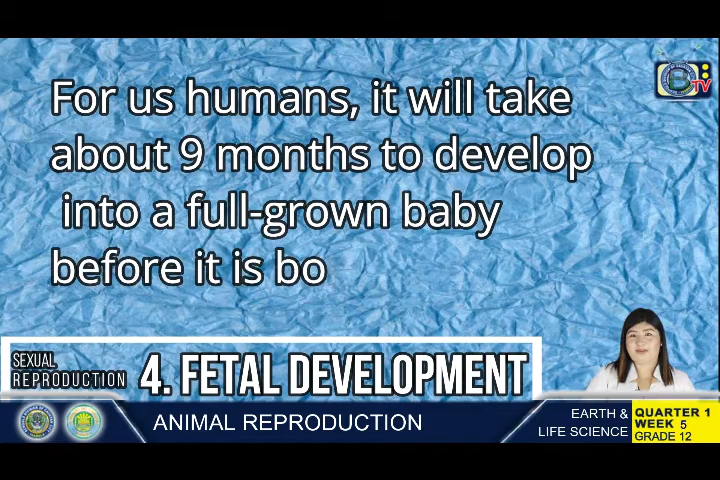 For us humans, it will take
about 9 months to develop
into a full-grown baby
before it is bo
TV
SEXUAL
REPRODUCTION
4. FETAL DEVELOPMENT
ANIMAL REPRODUCTION
EARTH &
LIFE SCIENCE
QUARTER 1
WEEK 5
GRADE 12